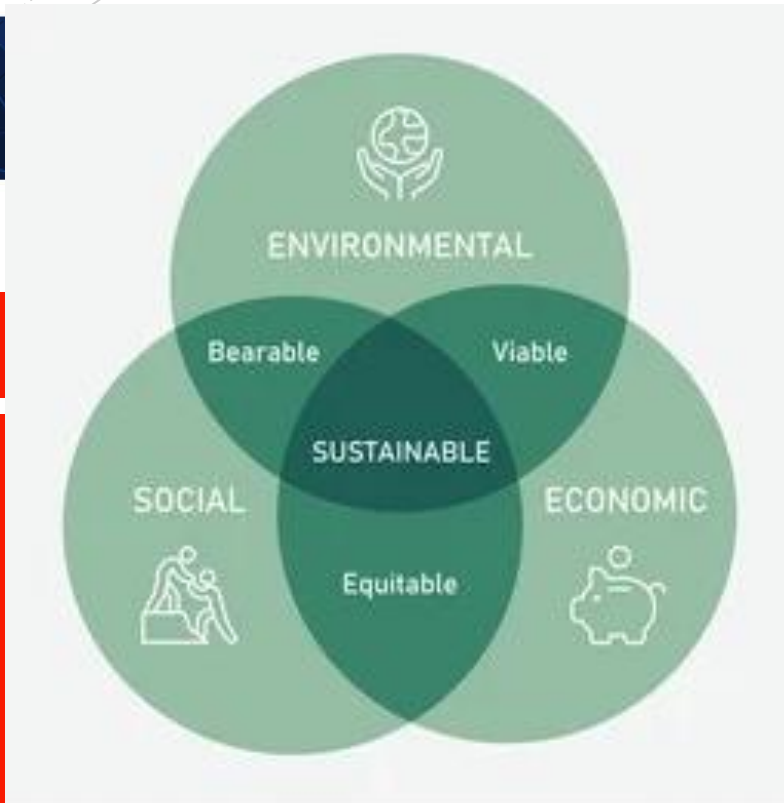 ENVIRONMENTAL
Bearable
Viable
SUSTAINABLE
SOCIAL
ECONOMIC
Equitable